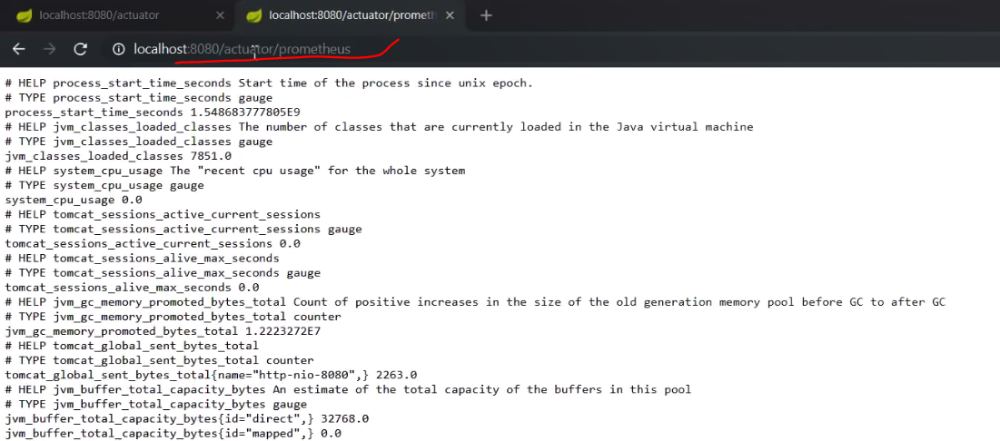 localhost:8080/actuator
localhost:8080/actuator/prometh
localhost:8080/actuator/prometheus
# HELP process_start_time_seconds Start time of the process since unix epoch.
# TYPE process_start_time_seconds gauge
process_start_time_seconds 1.548683777805E9
# HELP jvm_classes_loaded_classes The number of classes that are currently loaded in the Java virtual machine
# TYPE jvm_classes_loaded_classes gauge
jvm_classes_loaded_classes 7851.0
# HELP system_cpu_usage The "recent cpu usage" for the whole system
# TYPE system_cpu_usage gauge
system_cpu_usage 0.0
# HELP tomcat_sessions_active_current_sessions
# TYPE tomcat_sessions_active_current_sessions gauge
tomcat_sessions_active_current_sessions 0.0
# HELP tomcat_sessions_alive_max_seconds
# TYPE tomcat_sessions_alive_max_seconds gauge
tomcat_sessions_alive_max_seconds 0.0
# HELP jvm_gc_memory_promoted_bytes_total Count of positive increases in the size of the old generation memory pool before GC to after GC
# TYPE jvm_gc_memory_promoted_bytes_total counter
jvm_gc_memory_promoted_bytes_total 1.2223272E7
# HELP tomcat_global_sent_bytes_total
# TYPE tomcat_global_sent_bytes_total counter
tomcat_global_sent_bytes_total{name="http-nio-8080",} 2263.0
# HELP jvm_buffer_total_capacity_bytes An estimate of the total capacity of the buffers in this pool
# TYPE jvm_buffer_total_capacity_bytes gauge
jvm_buffer_total_capacity_bytes{id="direct",} 32768.0
jvm_buffer_total_capacity_bytes{id="mapped",} 0.0